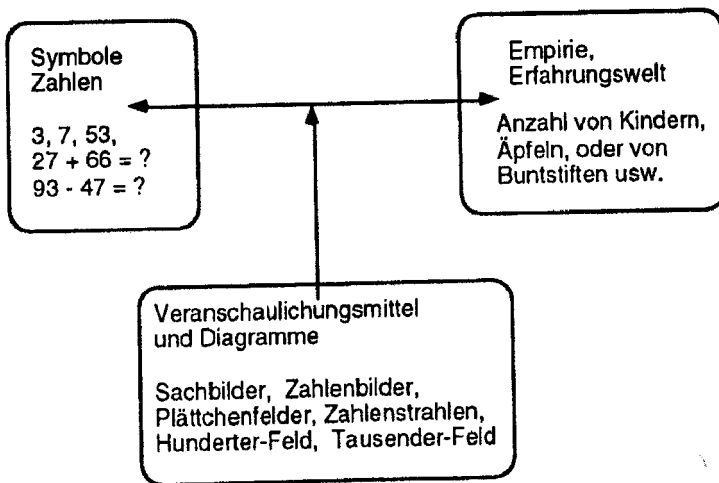 Symbole
Zahlen
3, 7, 53,
27 + 66 = ?
93 - 47 = ?
Empirie,
Erfahrungswelt
Anzahl von Kindern,
Äpfeln, oder von
Buntstiften usw.
Veranschaulichungsmittel
und Diagramme
Sachbilder, Zahlenbilder,
Plättchenfelder, Zahlenstrahlen,
Hunderter-Feld, Tausender-Feld